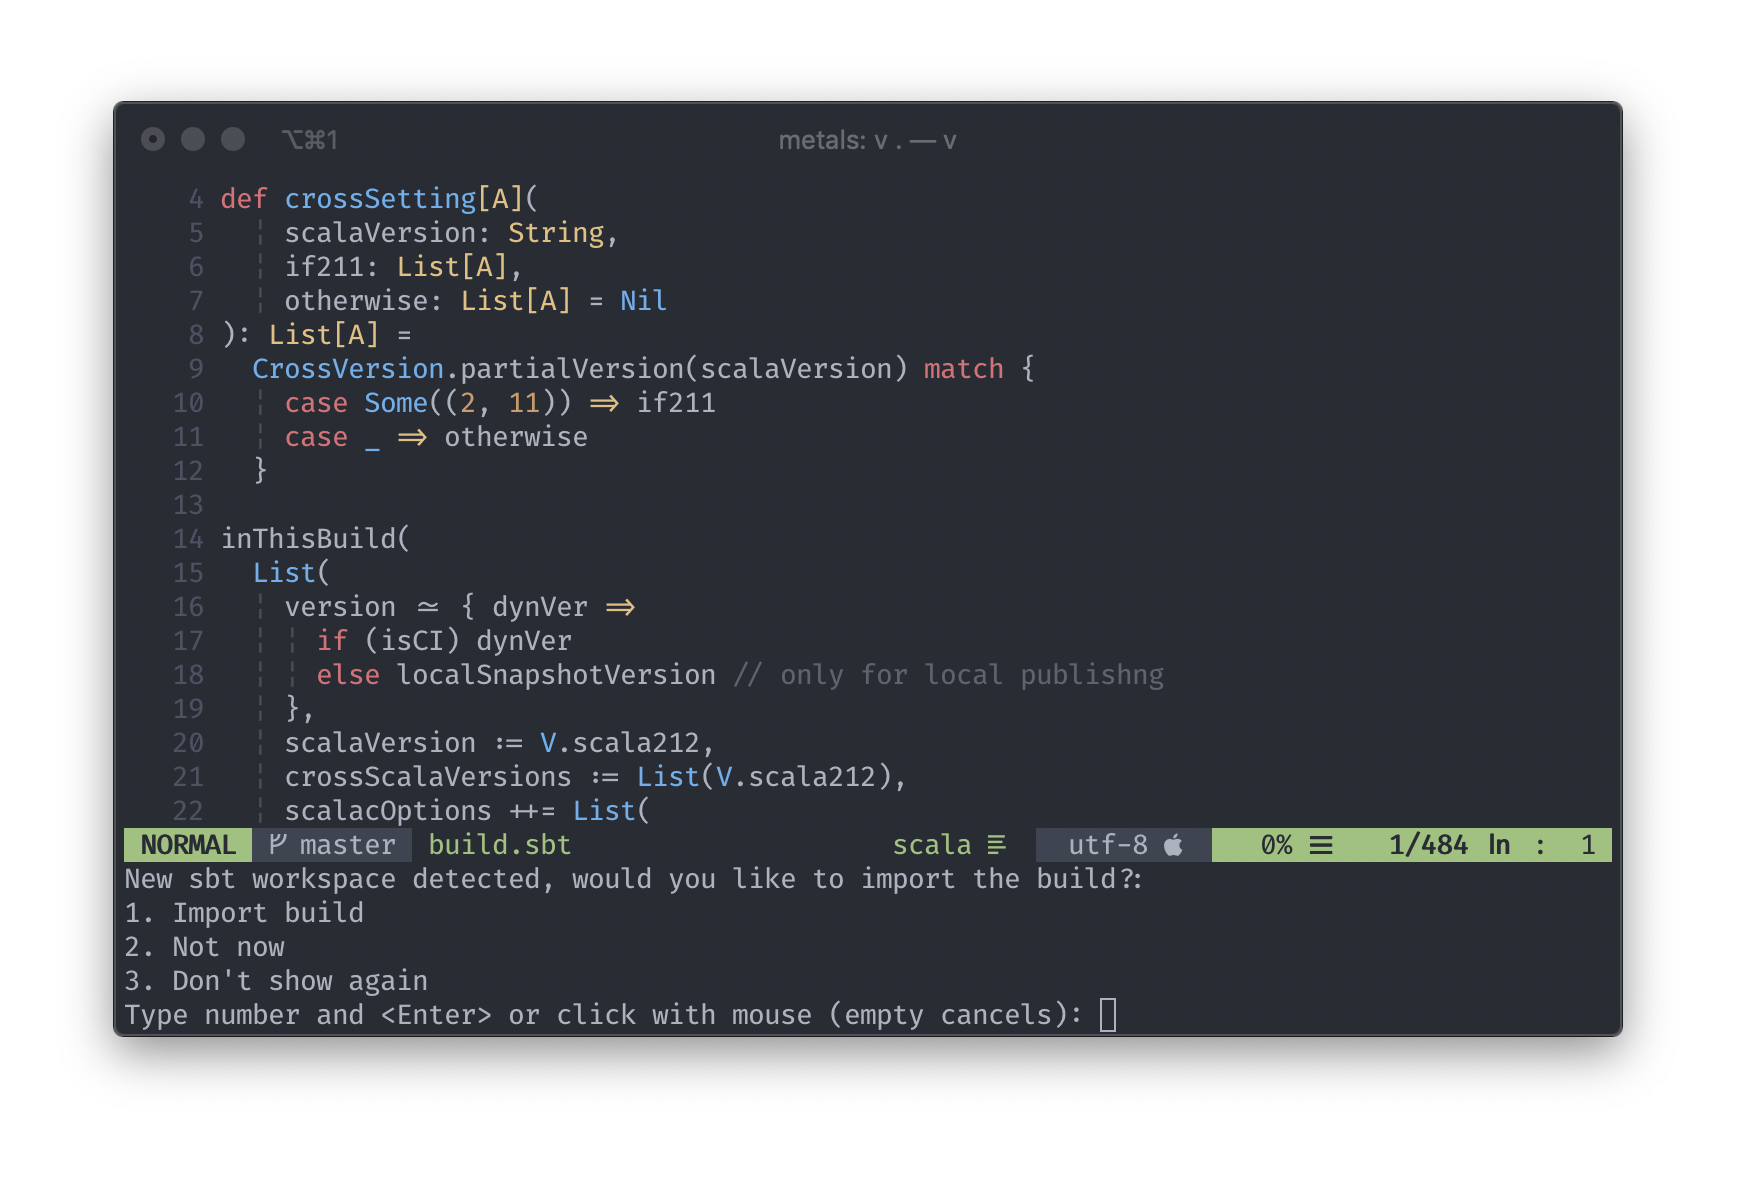 ⌥⌘1 metals: v . — v
4 def crossSetting[A](
5 scalaVersion: String,
6 if211: List[A],
7 otherwise: List[A] = Nil
8 ): List[A] =
9 CrossVersion.partialVersion(scalaVersion) match {
10 case Some((2, 11)) => if211
11 case _ => otherwise
12 }
13
14 inThisBuild(
15 List(
16 version ≃ { dynVer =>
17 if (isCI) dynVer
18 else localSnapshotVersion // only for local publishng
19 },
20 scalaVersion := V.scala212,
21 crossScalaVersions := List(V.scala212),
22 scalacOptions ++= List(
NORMAL master build.sbt scala utf-8 0% ☰ 1/484 ln : 1
New sbt workspace detected, would you like to import the build?:
1. Import build
2. Not now
3. Don't show again
Type number and <Enter> or click with mouse (empty cancels):